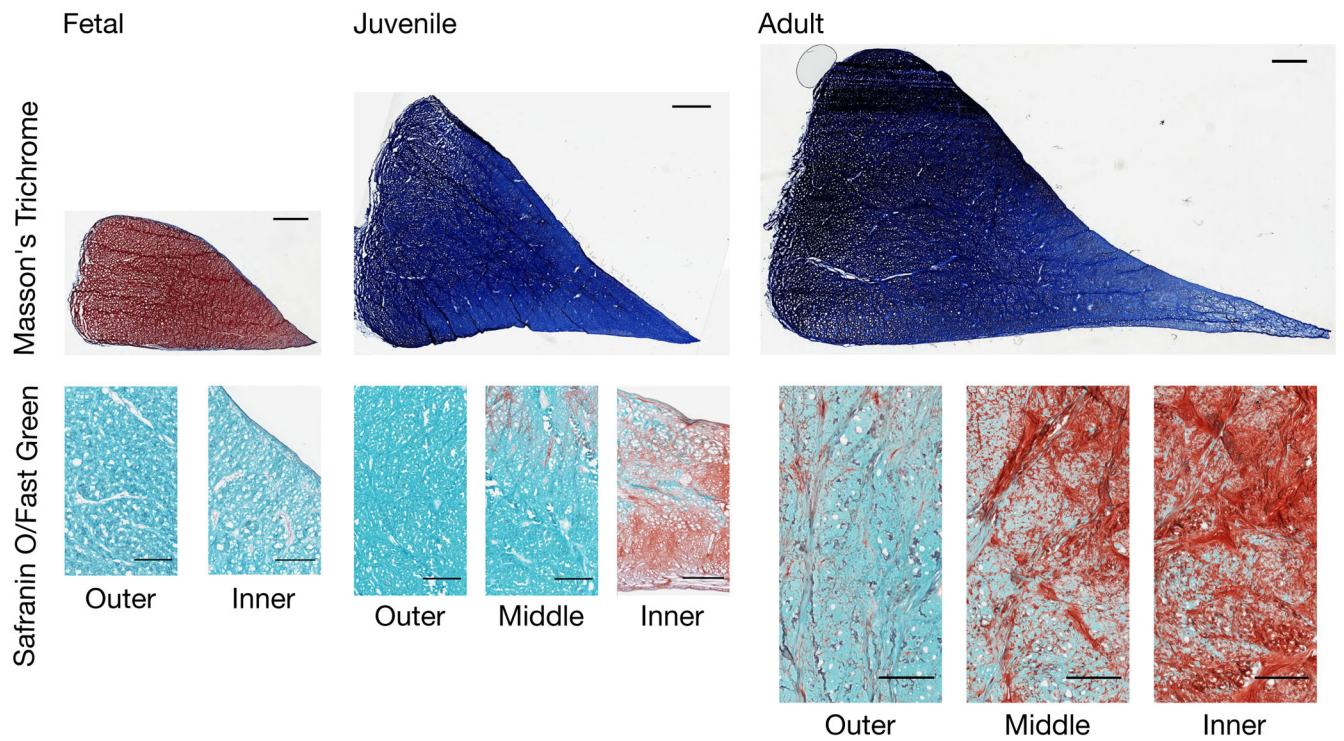 Fetal
Juvenile
Adult
Masson's Trichrome
Safranin O/Fast Green
Outer
Inner
Outer
Middle
Inner
Outer
Middle
Inner